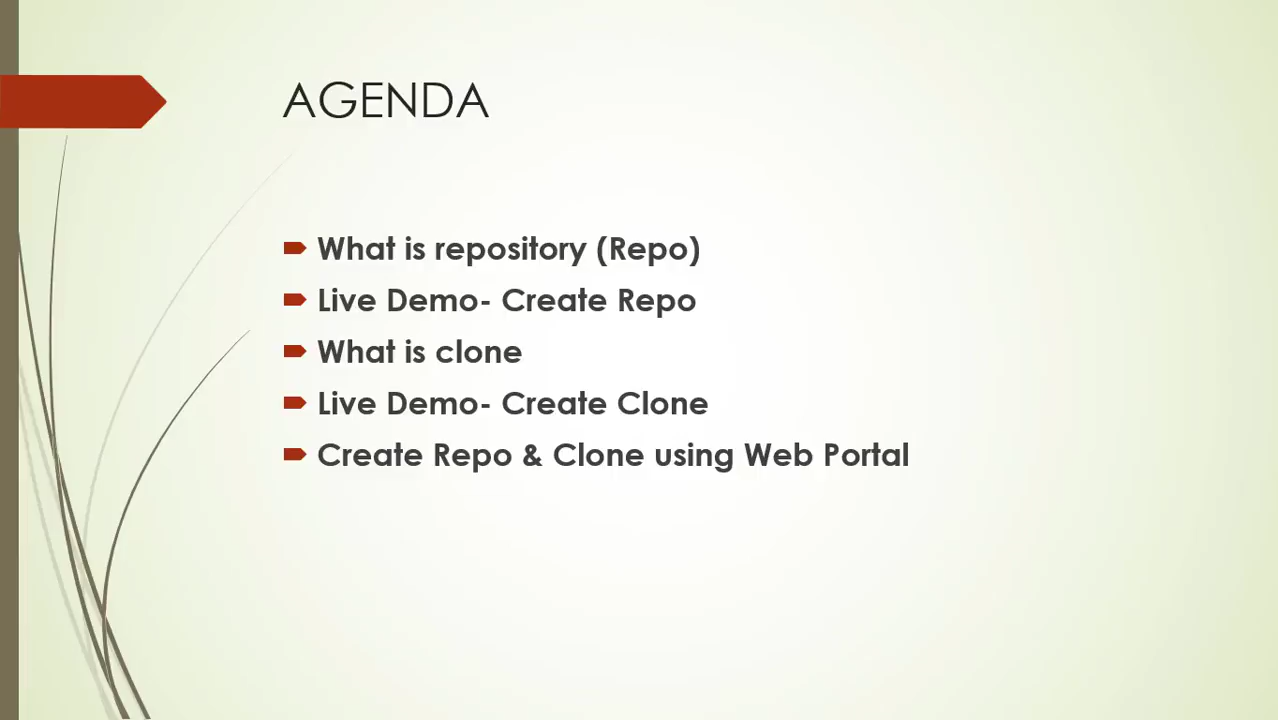 AGENDA
What is repository (Repo)
Live Demo- Create Repo
What is clone
Live Demo- Create Clone
Create Repo & Clone using Web Portal